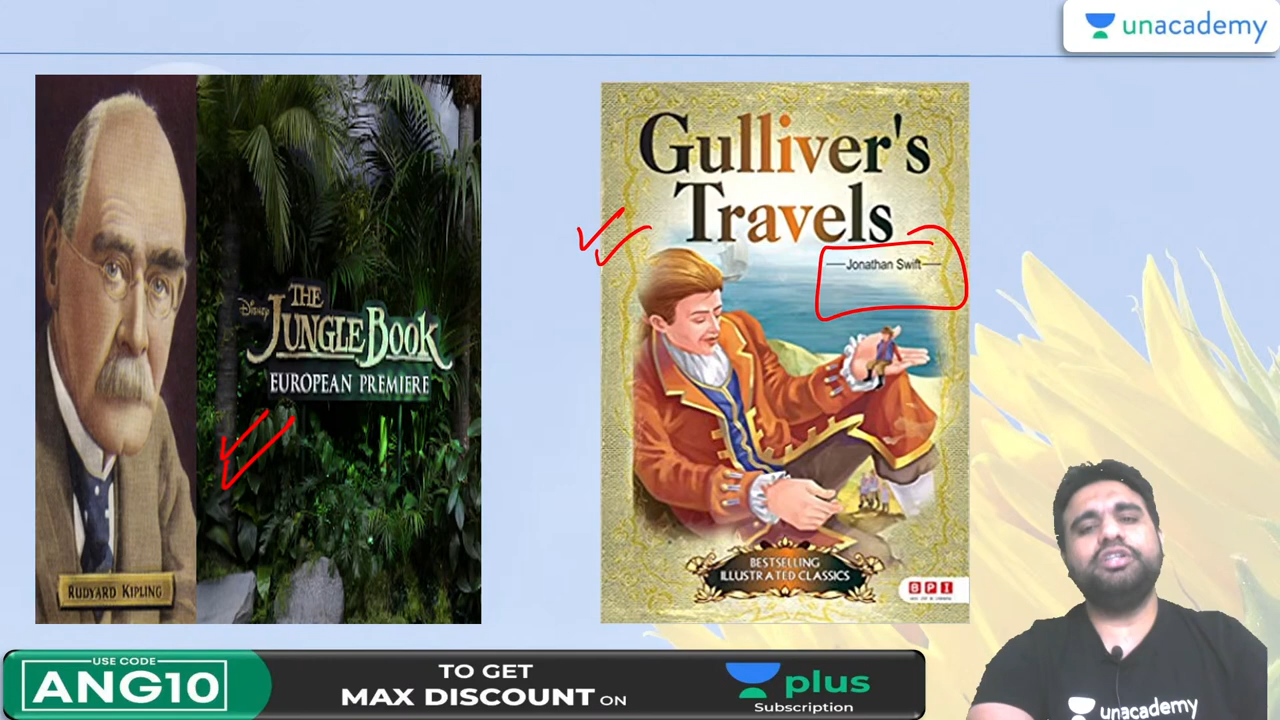 unacademy
Disney
THE
JUNGLE BOOK
EUROPEAN PREMIERE
RUDYARD KIPLING
Gulliver's
Travels
Jonathan Swift
BESTSELLING
ILLUSTRATED CLASSICS
BPI
USE CODE
ANG10
TO GET
MAX DISCOUNT ON
plus
Subscription
unacademy